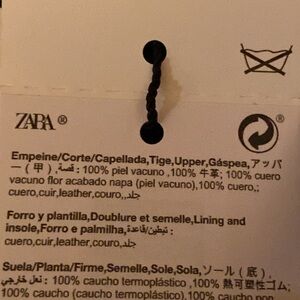 ZARA ®
Empeine/Corte/Capellada,Tige,Upper,Gáspea,アッパ
ー（甲）,فصة, : 100% piel vacuno ,100% 牛革; 100% cuero
vacuno flor acabado napa (piel vacuno),100% cuero,;
cuero,cuir,leather,couro,,جلد
Forro y plantilla,Doublure et semelle,Lining and
insole,Forro e palmilha,تبطين/قاعدة, :
cuero,cuir,leather,couro,,جلد
Suela/Planta/Firme,Semelle,Sole,Sola,ソール（底）,
نعل خارجي : 100% caucho termoplástico ,100% 熱可塑性ゴム;
100% caucho (termoplástico),100% caucho non